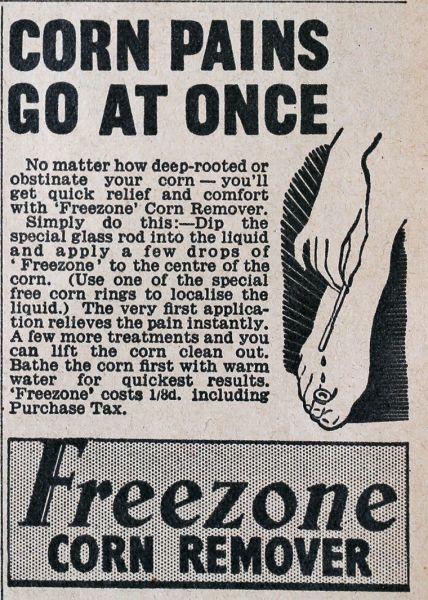 CORN PAINS
GO AT ONCE
No matter how deep-rooted or
obstinate your corn — you'll
get quick relief and comfort
with 'Freezone' Corn Remover.
Simply do this:—Dip the
special glass rod into the liquid
and apply a few drops of
'Freezone' to the centre of the
corn. (Use one of the special
free corn rings to localise the
liquid.) The very first applica-
tion relieves the pain instantly.
A few more treatments and you
can lift the corn clean out.
Bathe the corn first with warm
water for quickest results.
'Freezone' costs 1/8d. including
Purchase Tax.
Freezone
CORN REMOVER